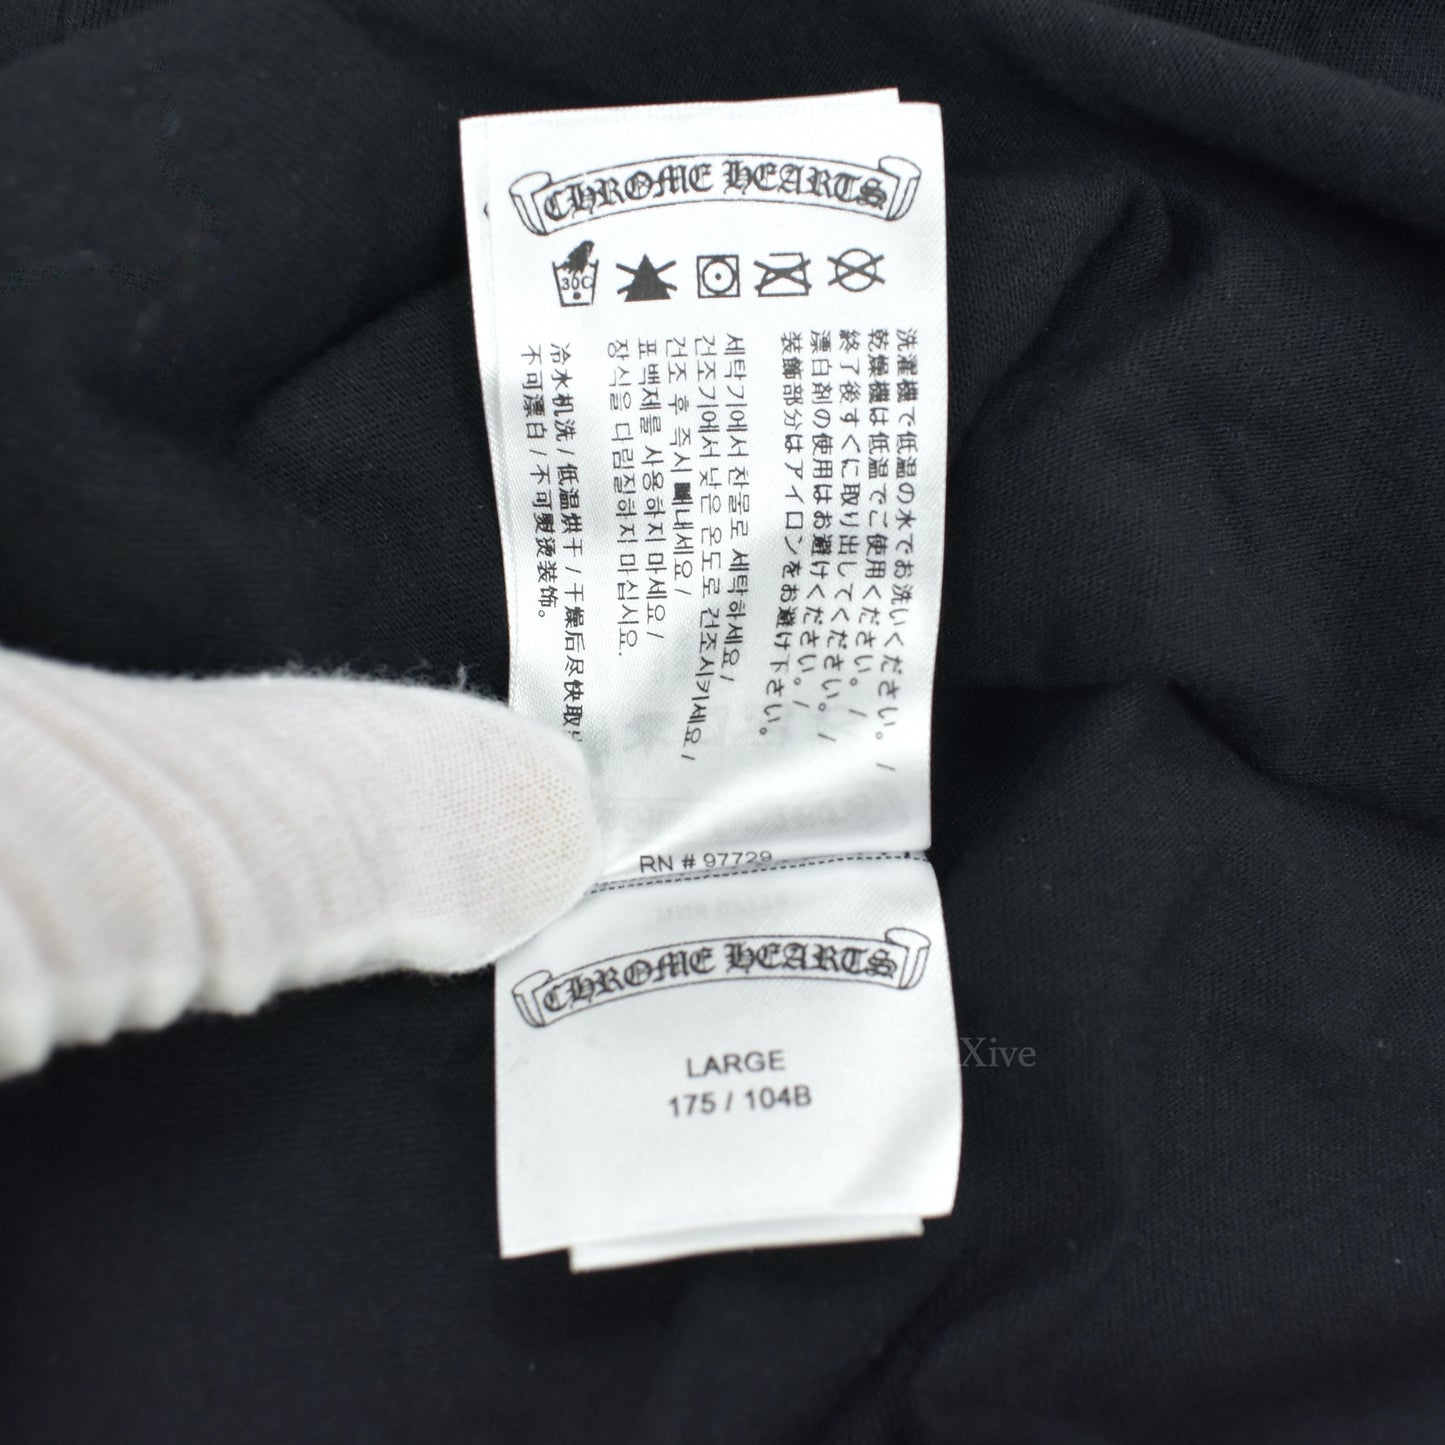 CHROME HEARTS
30C
洗濯機で低温の水でお洗いください。/
乾燥機は低温でご使用ください。/
終了後すぐに取り出してください。/
漂白剤の使用はお避けください。/
装飾部分はアイロンをお避け下さい。
세탁기에서 찬물로 세탁하세요/
건조기에서 낮은 온도로 건조시키세요/
건조 후 즉시 빼내세요/
표백제를 사용하지 마세요/
장식을 다림질하지 마십시요.
冷水机洗/低温烘干/干燥后尽快取
不可漂白/不可熨烫装饰。
RN # 97729
CHROME HEARTS
LARGE
175 / 104B
Xive